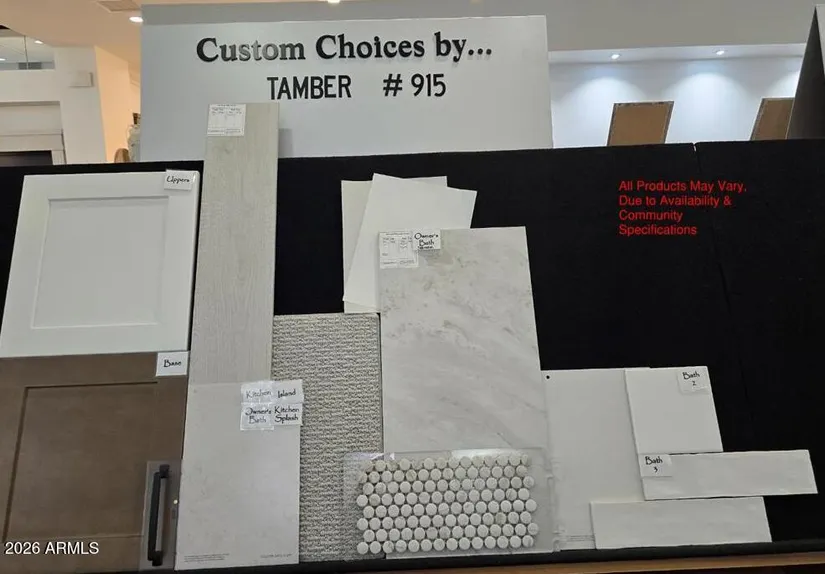 Custom Choices by...
TAMBER # 915
All Products May Vary,
Due to Availability &
Community
Specifications
Uppers
Owner's
Bath
Base
Bath
2
Kitchen Island
Owner's Kitchen
Bath Splash
Bath
3
2026 ARMLS